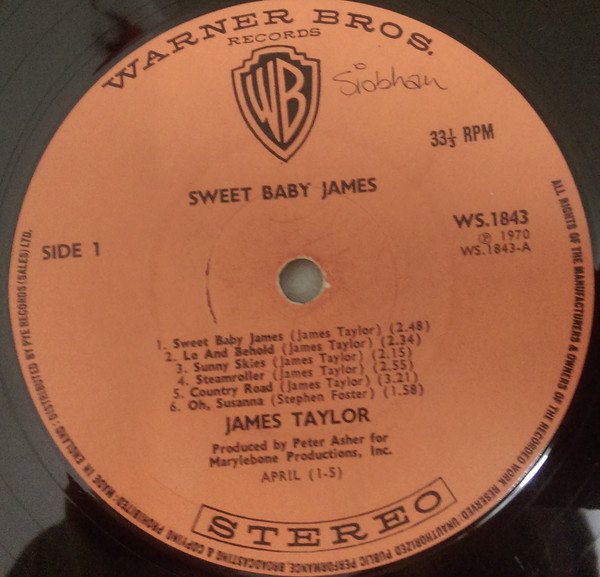 WARNER BROS.
RECORDS
WB
Siobhan
33⅓ RPM
SWEET BABY JAMES
SIDE 1
WS.1843
Ⓟ 1970
WS.1843-A
1. Sweet Baby James (James Taylor) (2.48)
2. Lo And Behold (James Taylor) (2.34)
3. Sunny Skies (James Taylor) (2.15)
4. Steamroller (James Taylor) (2.55)
5. Country Road (James Taylor) (3.21)
6. Oh, Susanna (Stephen Foster) (1.58)
JAMES TAYLOR
Produced by Peter Asher for
Marylebone Productions, Inc.
APRIL (1-5)
STEREO
ALL RIGHTS OF THE MANUFACTURERS & OWNERS OF THE RECORDED WORK RESERVED·UNAUTHORIZED PUBLIC PERFORMANCE BROADCASTING & COPYING PROHIBITED·MADE IN ENGLAND·DISTRIBUTED BY PYE RECORDS (SALES) LTD.